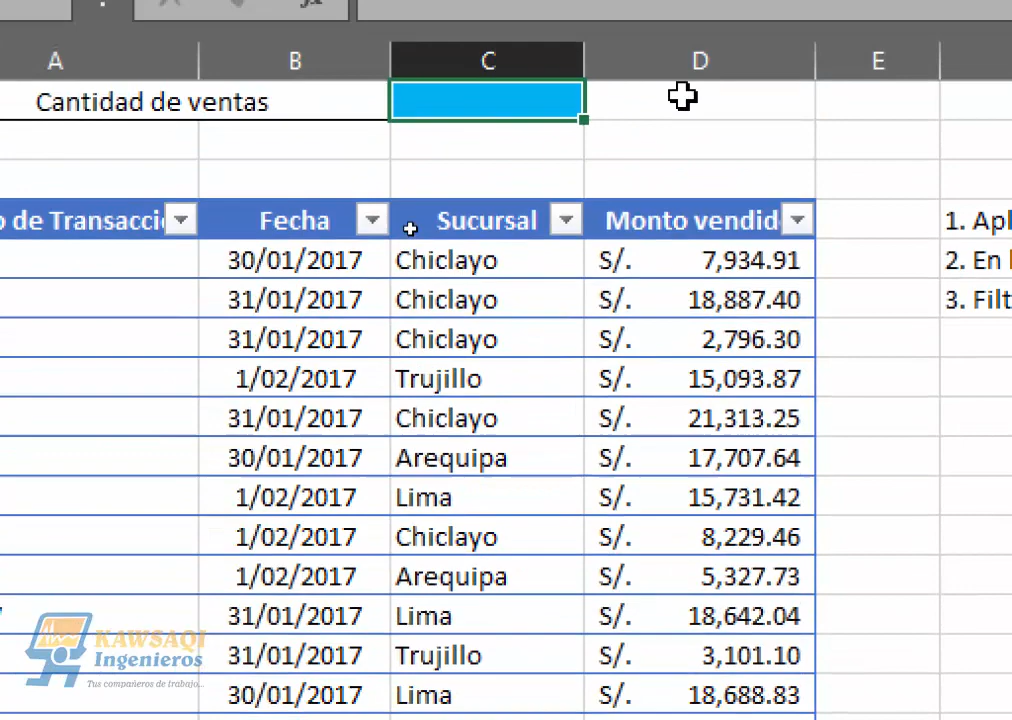 A B C D E
Cantidad de ventas
de Transacci Fecha Sucursal Monto vendid 1. Apl
30/01/2017 Chiclayo S/. 7,934.91 2. En
31/01/2017 Chiclayo S/. 18,887.40 3. Filt
31/01/2017 Chiclayo S/. 2,796.30
1/02/2017 Trujillo S/. 15,093.87
31/01/2017 Chiclayo S/. 21,313.25
30/01/2017 Arequipa S/. 17,707.64
1/02/2017 Lima S/. 15,731.42
1/02/2017 Chiclayo S/. 8,229.46
1/02/2017 Arequipa S/. 5,327.73
31/01/2017 Lima S/. 18,642.04
31/01/2017 Trujillo S/. 3,101.10
30/01/2017 Lima S/. 18,688.83
KAWSAQI
Ingenieros
Tus compañeros de trabajo...